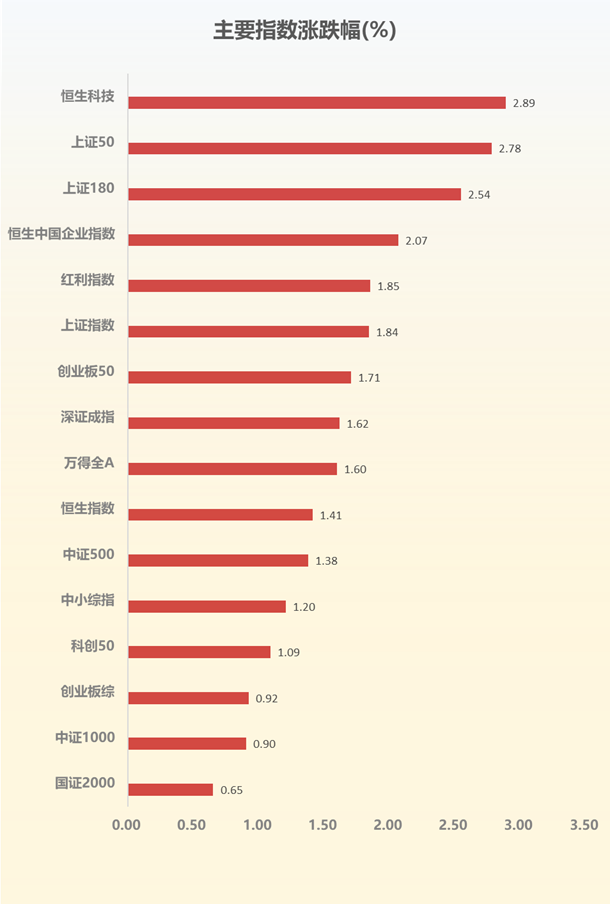 主要指数涨跌幅(%)
恒生科技 2.89
上证50 2.78
上证180 2.54
恒生中国企业指数 2.07
红利指数 1.85
上证指数 1.84
创业板50 1.71
深证成指 1.62
万得全A 1.60
恒生指数 1.41
中证500 1.38
中小综指 1.20
科创50 1.09
创业板综 0.92
中证1000 0.90
国证2000 0.65
0.00 0.50 1.00 1.50 2.00 2.50 3.00 3.50